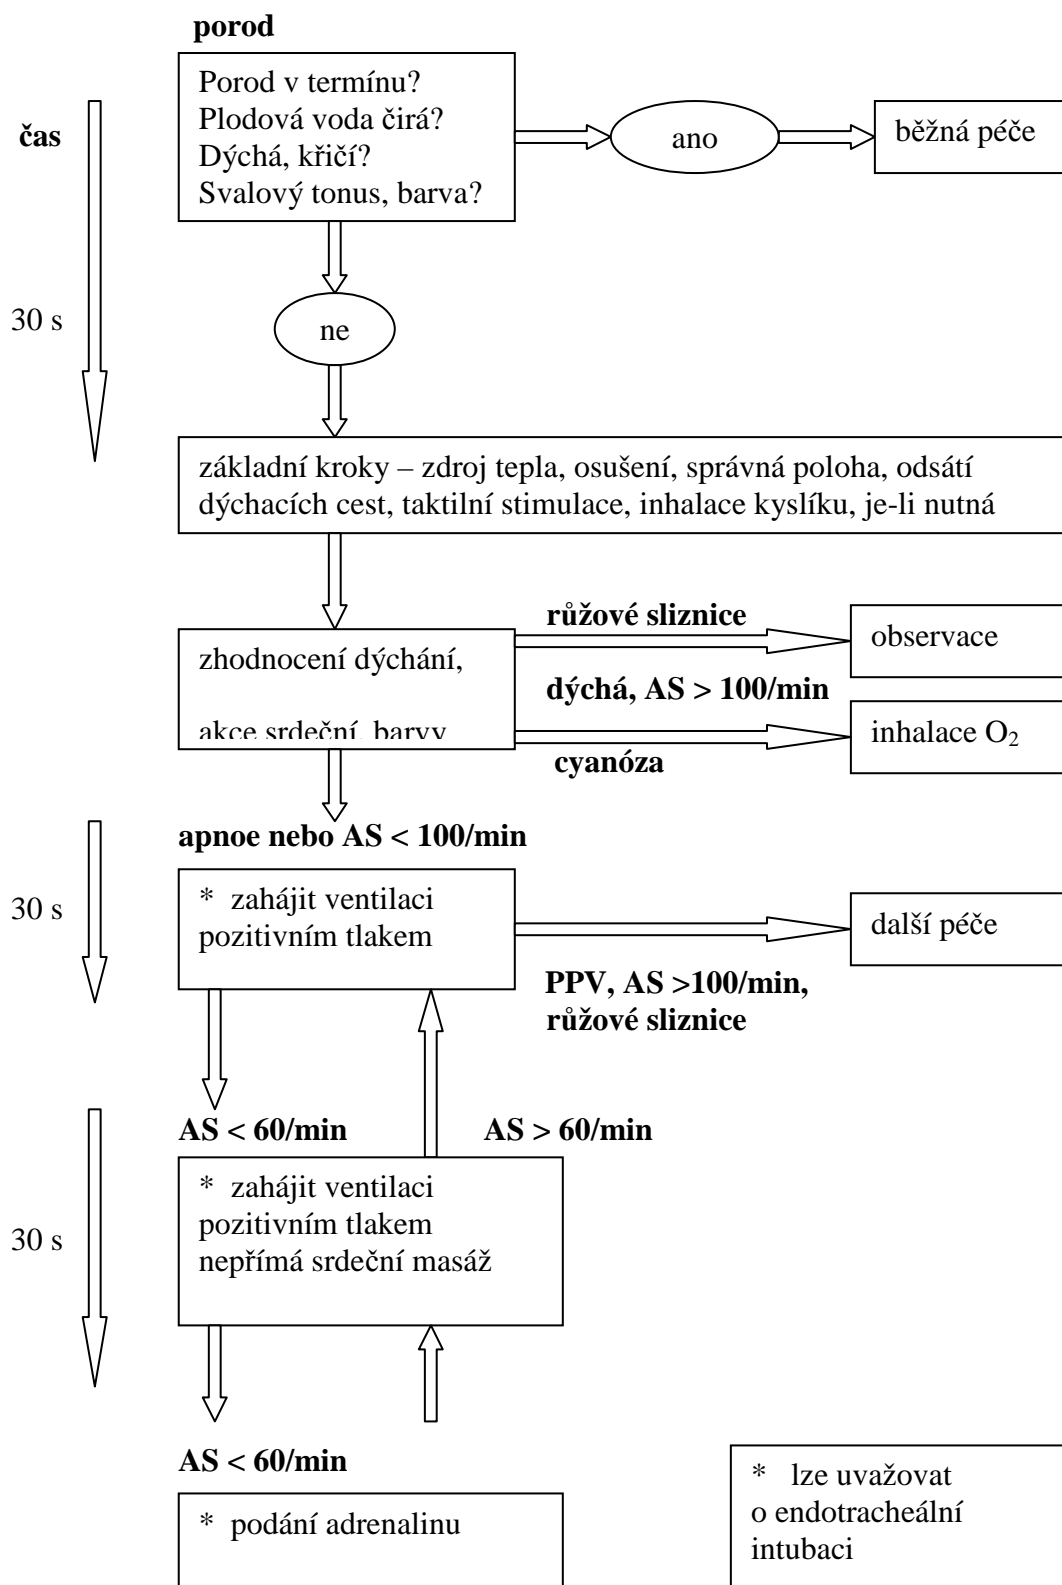 porod
Porod v termínu?
Plodová voda čirá?
Dýchá, křičí?
Svalový tonus, barva?
ano
běžná péče
čas
30 s
ne
základní kroky – zdroj tepla, osušení, správná poloha, odsátí
dýchacích cest, taktilní stimulace, inhalace kyslíku, je-li nutná
zhodnocení dýchání,
akce srdeční, barvy
růžové sliznice
observace
dýchá, AS > 100/min
inhalace O₂
cyanóza
apnoe nebo AS < 100/min
30 s
* zahájit ventilaci
pozitivním tlakem
další péče
PPV, AS >100/min,
růžové sliznice
AS < 60/min
AS > 60/min
30 s
* zahájit ventilaci
pozitivním tlakem
nepřímá srdeční masáž
AS < 60/min
* podání adrenalinu
* lze uvažovat
o endotracheální
intubaci